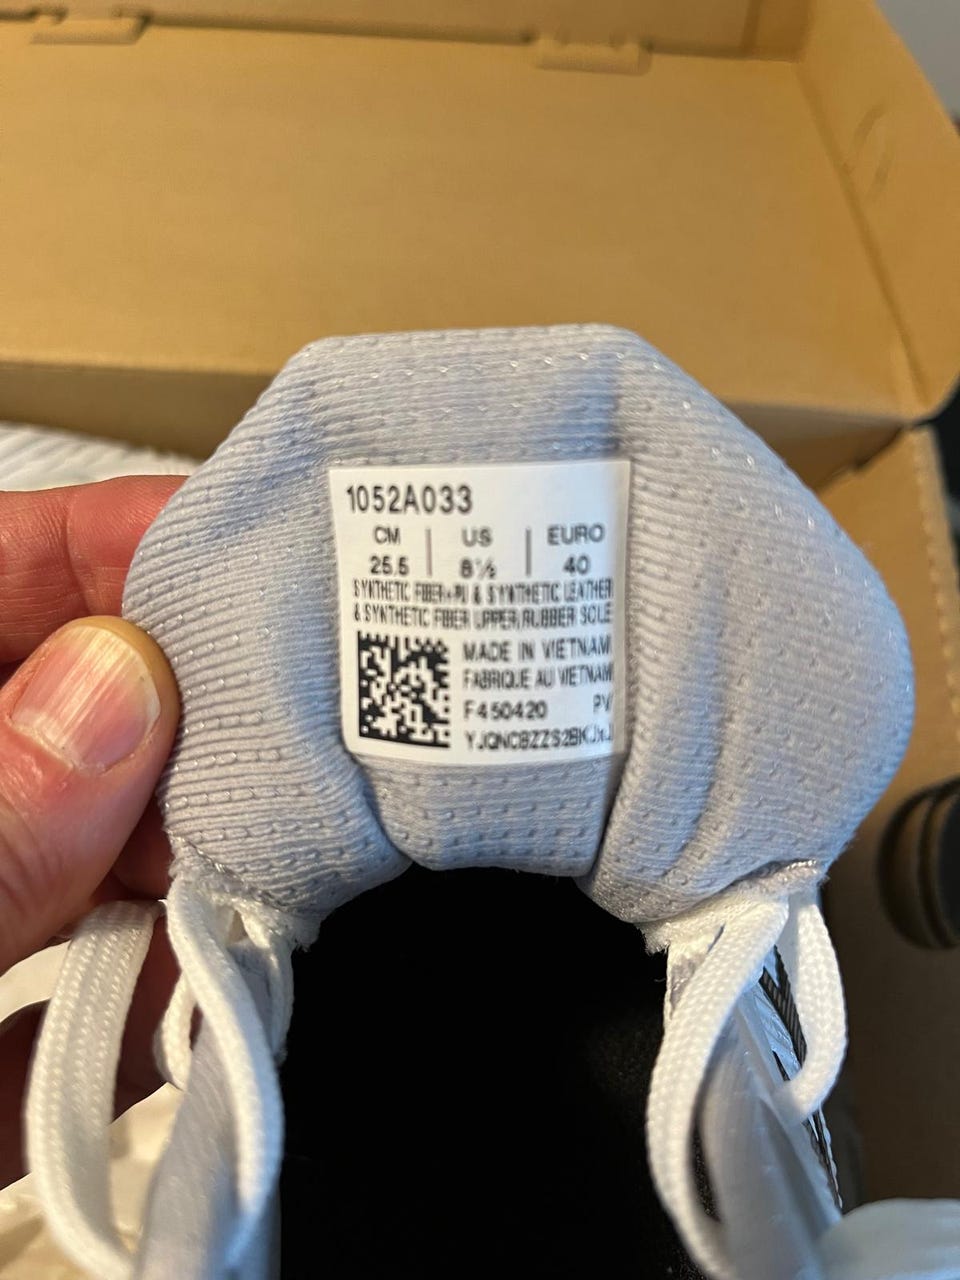 1052A033
CM | US | EURO
25.5 | 8½ | 40
SYNTHETIC FIBER+PU & SYNTHETIC LEATHER
& SYNTHETIC FIBER UPPER/RUBBER SOLE
MADE IN VIETNAM
FABRIQUE AU VIETNAM
F450420 PV